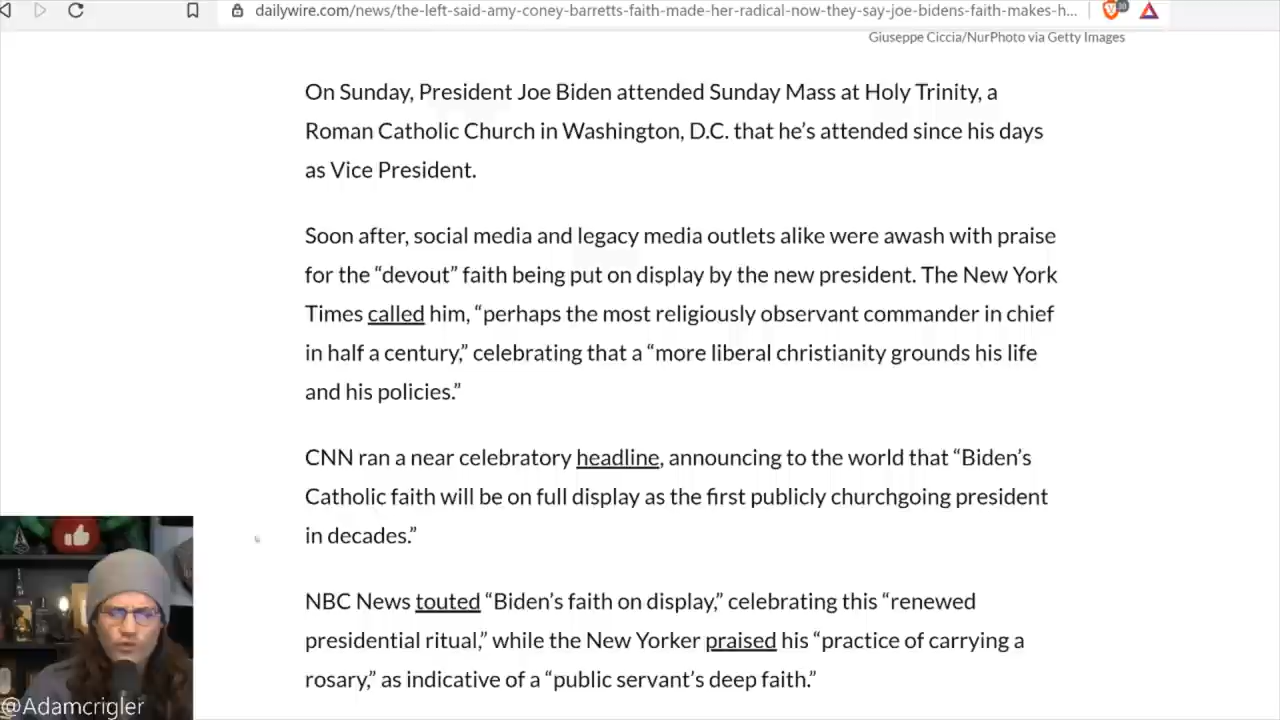 dailywire.com/news/the-left-said-amy-coney-barretts-faith-made-her-radical-now-they-say-joe-bidens-faith-makes-h...
Giuseppe Ciccia/NurPhoto via Getty Images
On Sunday, President Joe Biden attended Sunday Mass at Holy Trinity, a
Roman Catholic Church in Washington, D.C. that he’s attended since his days
as Vice President.
Soon after, social media and legacy media outlets alike were awash with praise
for the “devout” faith being put on display by the new president. The New York
Times called him, “perhaps the most religiously observant commander in chief
in half a century,” celebrating that a “more liberal christianity grounds his life
and his policies.”
CNN ran a near celebratory headline, announcing to the world that “Biden’s
Catholic faith will be on full display as the first publicly churchgoing president
in decades.”
NBC News touted “Biden’s faith on display,” celebrating this “renewed
presidential ritual,” while the New Yorker praised his “practice of carrying a
rosary,” as indicative of a “public servant’s deep faith.”
@Adamcrigler